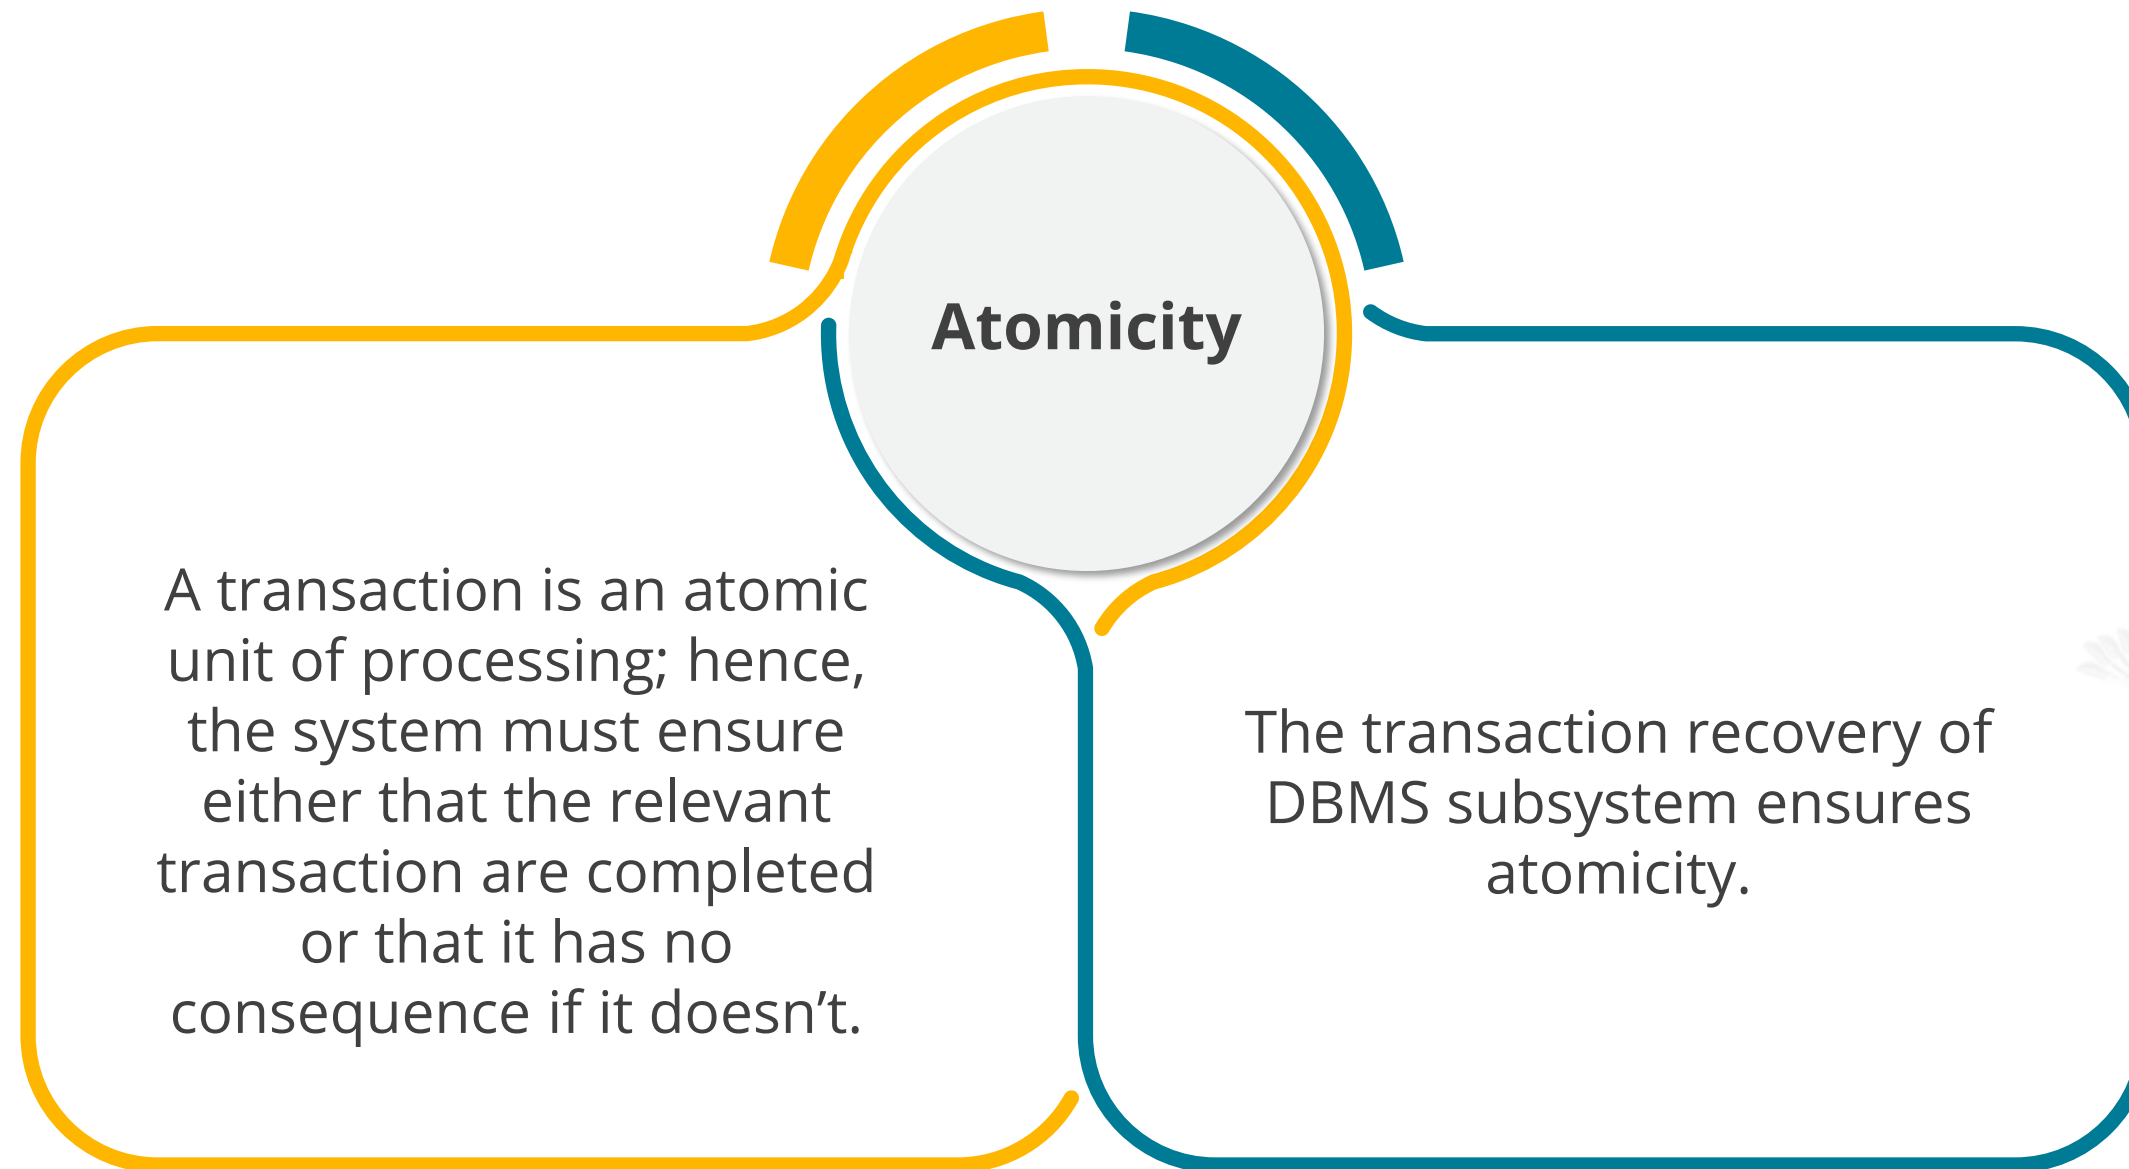 Atomicity
A transaction is an atomic
unit of processing; hence,
the system must ensure
either that the relevant
transaction are completed
or that it has no
consequence if it doesn’t.
The transaction recovery of
DBMS subsystem ensures
atomicity.